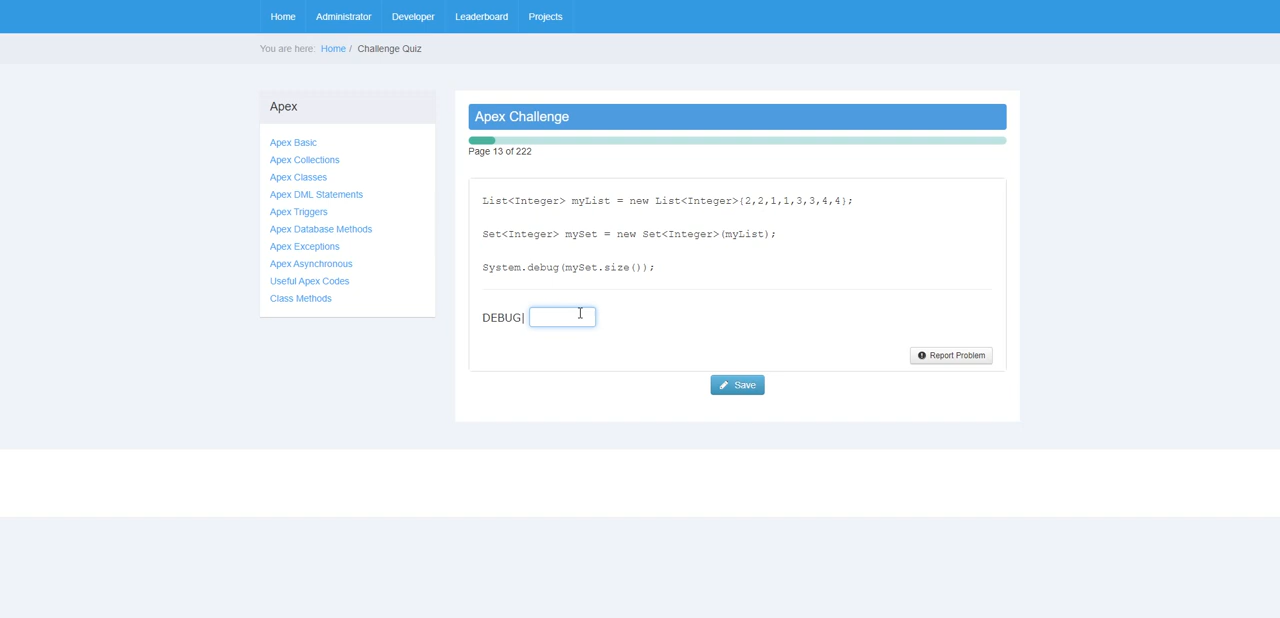 Home Administrator Developer Leaderboard Projects
You are here: Home / Challenge Quiz
Apex
Apex Basic
Apex Collections
Apex Classes
Apex DML Statements
Apex Triggers
Apex Database Methods
Apex Exceptions
Apex Asynchronous
Useful Apex Codes
Class Methods
Apex Challenge
Page 13 of 222
List<Integer> myList = new List<Integer>{2,2,1,1,3,3,4,4};
Set<Integer> mySet = new Set<Integer>(myList);
System.debug(mySet.size());
DEBUG|
Report Problem
Save